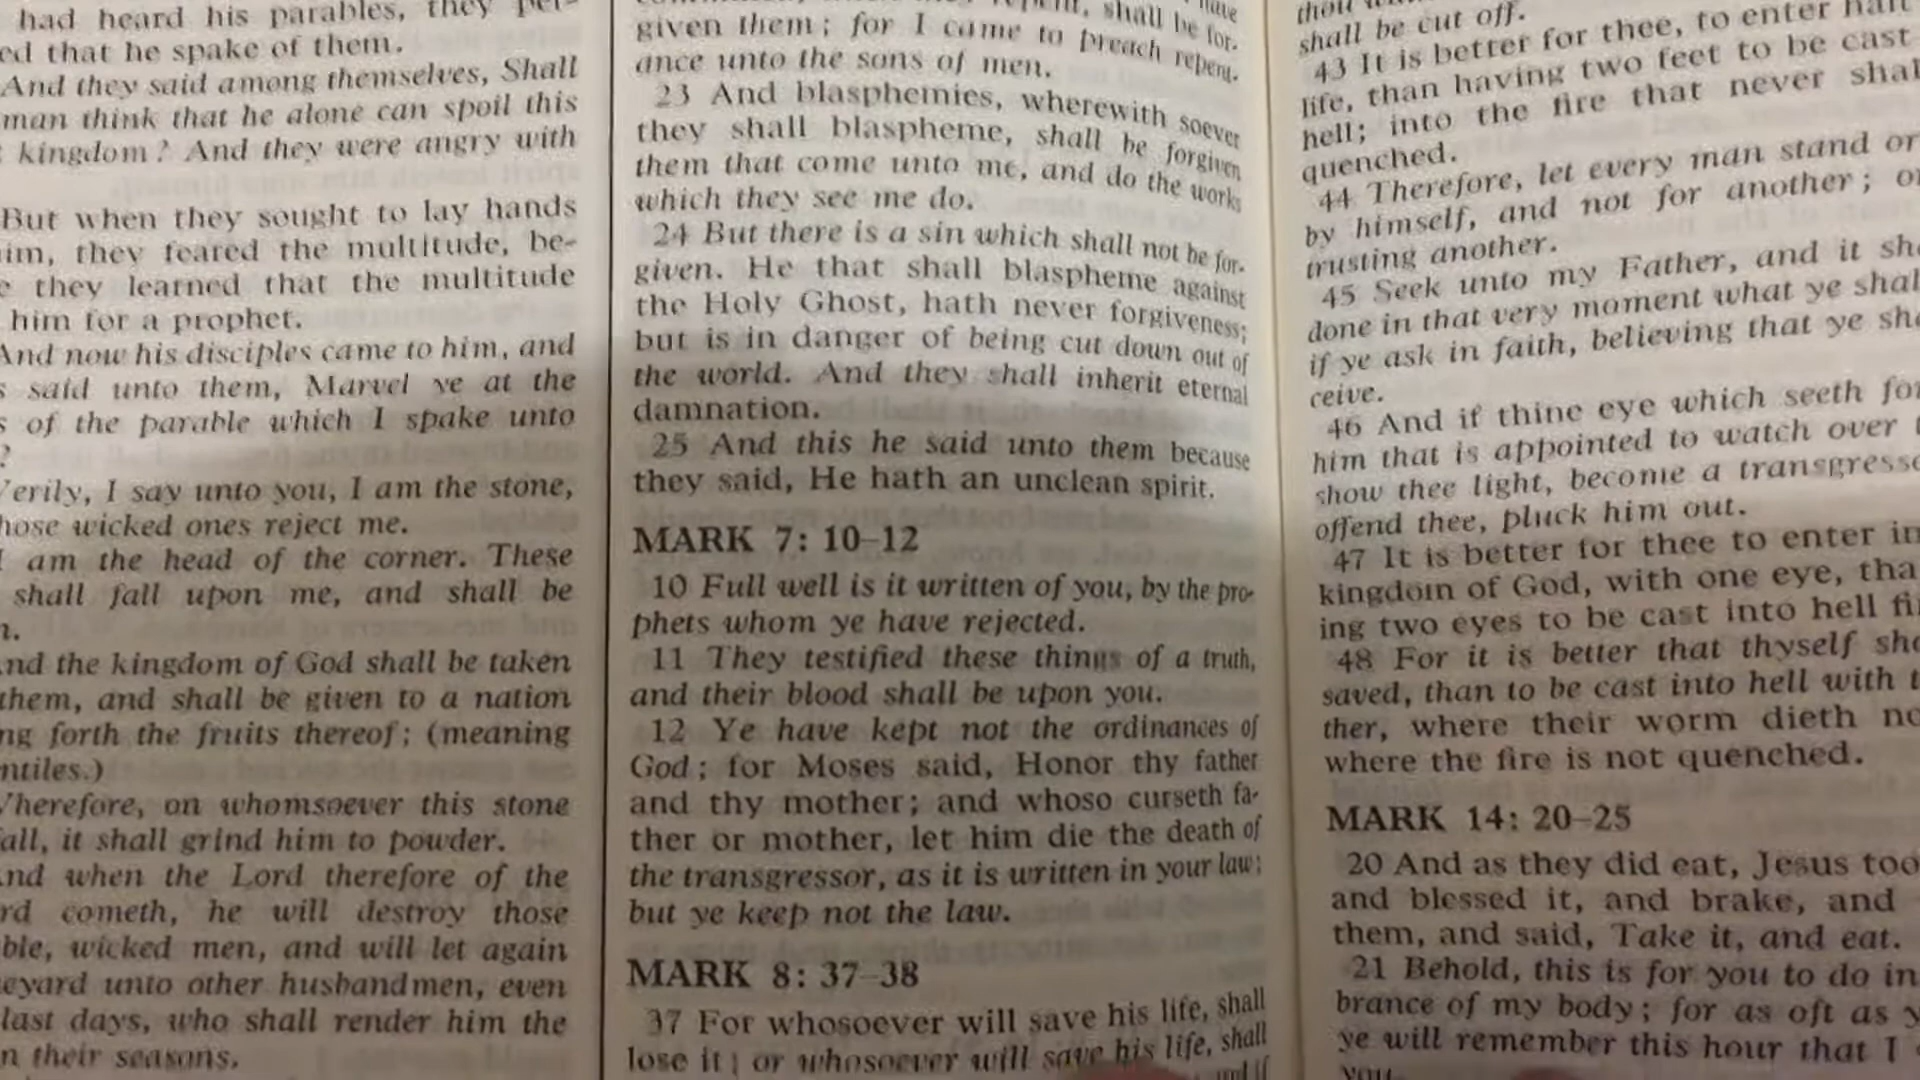 had heard his parables, they per-
ed that he spake of them.
And they said among themselves, Shall
man think that he alone can spoil this
kingdom? And they were angry with
But when they sought to lay hands
im, they feared the multitude, be-
e they learned that the multitude
him for a prophet.
And now his disciples came to him, and
s said unto them, Marvel ye at the
s of the parable which I spake unto
?
Verily, I say unto you, I am the stone,
hose wicked ones reject me.
I am the head of the corner. These
shall fall upon me, and shall be
n.
And the kingdom of God shall be taken
them, and shall be given to a nation
ng forth the fruits thereof; (meaning
ntiles.)
Wherefore, on whomsoever this stone
fall, it shall grind him to powder.
And when the Lord therefore of the
rd cometh, he will destroy those
ble, wicked men, and will let again
eyard unto other husbandmen, even
last days, who shall render him the
n their seasons.
shall be for-
given them; for I came to preach repent-
ance unto the sons of men.
23 And blasphemies, wherewith soever
they shall blaspheme, shall be forgiven
them that come unto me, and do the works
which they see me do.
24 But there is a sin which shall not be for-
given. He that shall blaspheme against
the Holy Ghost, hath never forgiveness;
but is in danger of being cut down out of
the world. And they shall inherit eternal
damnation.
25 And this he said unto them because
they said, He hath an unclean spirit.
MARK 7: 10–12
10 Full well is it written of you, by the pro-
phets whom ye have rejected.
11 They testified these things of a truth,
and their blood shall be upon you.
12 Ye have kept not the ordinances of
God; for Moses said, Honor thy father
and thy mother; and whoso curseth fa-
ther or mother, let him die the death of
the transgressor, as it is written in your law;
but ye keep not the law.
MARK 8: 37–38
37 For whosoever will save his life, shall
lose it; or whosoever will save his life, shall
and if
thou
shall be cut off.
43 It is better for thee, to enter halt
life, than having two feet to be cast
hell; into the fire that never shal
quenched.
44 Therefore, let every man stand or
by himself, and not for another; or
trusting another.
45 Seek unto my Father, and it sha
done in that very moment what ye shal
if ye ask in faith, believing that ye sha
ceive.
46 And if thine eye which seeth for
him that is appointed to watch over t
show thee light, become a transgresso
offend thee, pluck him out.
47 It is better for thee to enter in
kingdom of God, with one eye, tha
ing two eyes to be cast into hell fi
48 For it is better that thyself sho
saved, than to be cast into hell with t
ther, where their worm dieth no
where the fire is not quenched.
MARK 14: 20–25
20 And as they did eat, Jesus too
and blessed it, and brake, and
them, and said, Take it, and eat.
21 Behold, this is for you to do in
brance of my body; for as oft as y
ye will remember this hour that I
you.